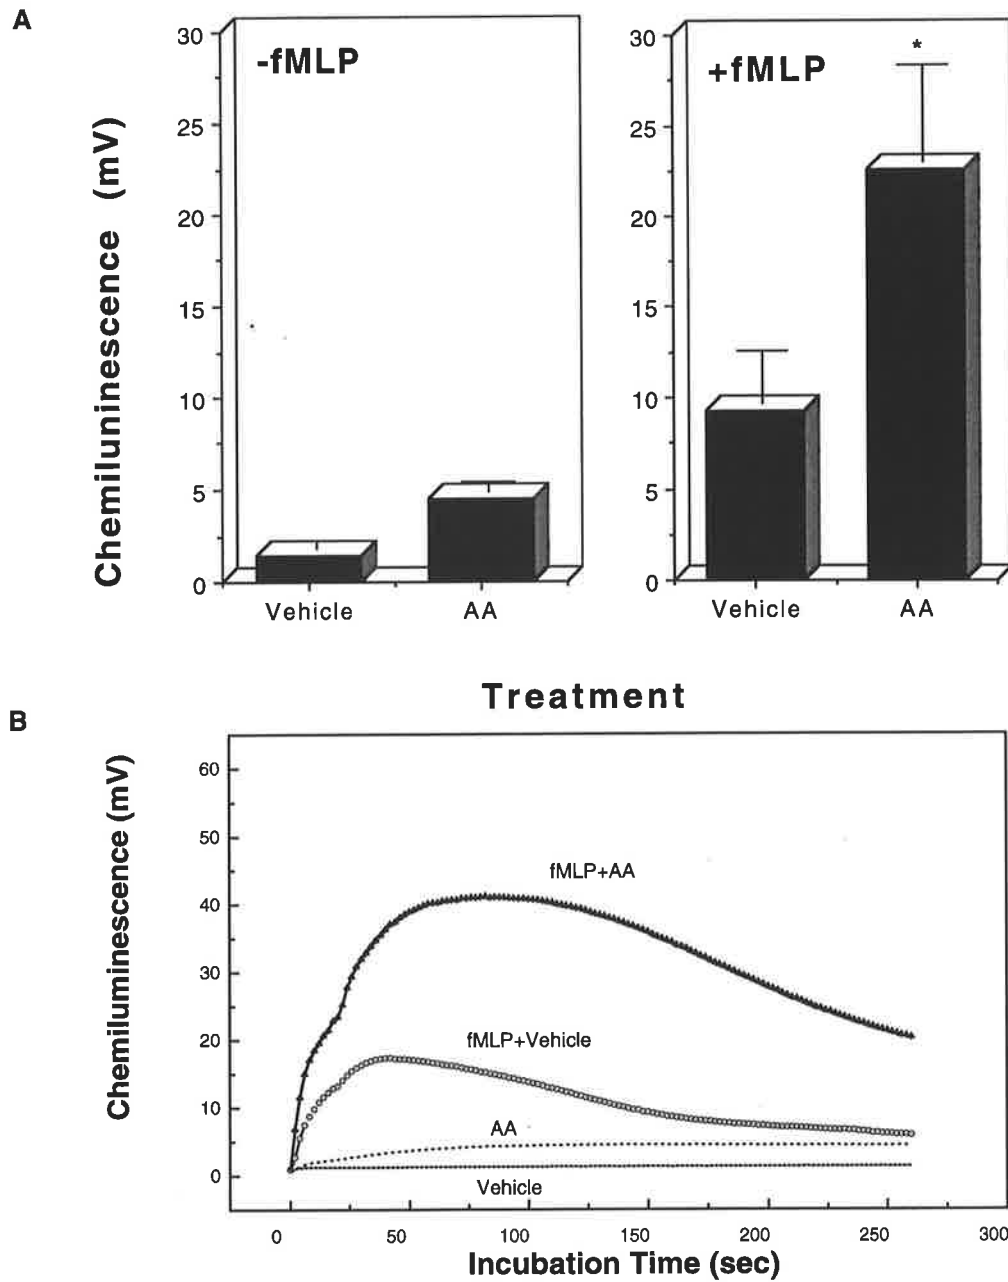 A
Chemiluninescence (mV)
30
25
20
15
10
5
0
-fMLP
Vehicle
AA
30
25
20
15
10
5
0
+fMLP
*
Vehicle
AA
Treatment
B
Chemiluminescence (mV)
60
50
40
30
20
10
0
fMLP+AA
fMLP+Vehicle
AA
Vehicle
0 50 100 150 200 250 300
Incubation Time (sec)